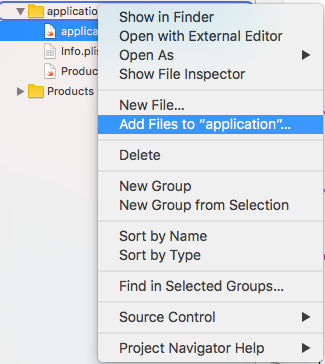 application
Show in Finder
applica
Open with External Editor
Info.plis
Open As
Produc
Show File Inspector
Products
New File...
Add Files to “application”...
Delete
New Group
New Group from Selection
Sort by Name
Sort by Type
Find in Selected Groups...
Source Control
Project Navigator Help